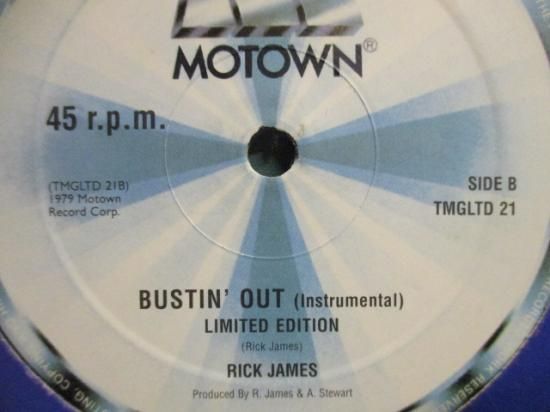 MOTOWN®
45 r.p.m.
(TMGLTD 21B)
1979 Motown
Record Corp.
SIDE B
TMGLTD 21
BUSTIN' OUT (Instrumental)
LIMITED EDITION
(Rick James)
RICK JAMES
Produced By R. James & A. Stewart